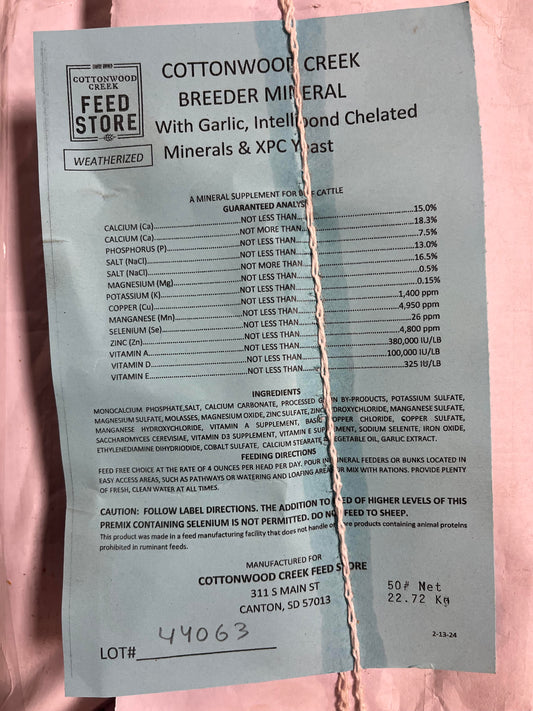 LIMITED OWNED
COTTONWOOD
CREEK
FEED
STORE
WEATHERIZED
COTTONWOOD CREEK
BREEDER MINERAL
With Garlic, Intellibond Chelated
Minerals & XPC Yeast
A MINERAL SUPPLEMENT FOR BEEF CATTLE
GUARANTEED ANALYSIS
CALCIUM (Ca)...NOT LESS THAN...15.0%
CALCIUM (Ca)...NOT MORE THAN...18.3%
PHOSPHORUS (P)...NOT LESS THAN...7.5%
SALT (NaCl)...NOT LESS THAN...13.0%
SALT (NaCl)...NOT MORE THAN...16.5%
MAGNESIUM (Mg)...NOT LESS THAN...0.5%
POTASSIUM (K)...NOT LESS THAN...0.15%
COPPER (Cu)...NOT LESS THAN...1,400 ppm
MANGANESE (Mn)...NOT LESS THAN...4,950 ppm
SELENIUM (Se)...NOT LESS THAN...26 ppm
ZINC (Zn)...NOT LESS THAN...4,800 ppm
VITAMIN A...NOT LESS THAN...380,000 IU/LB
VITAMIN D...NOT LESS THAN...100,000 IU/LB
VITAMIN E...NOT LESS THAN...325 IU/LB
INGREDIENTS
MONOCALCIUM PHOSPHATE,SALT, CALCIUM CARBONATE, PROCESSED GRAIN BY-PRODUCTS, POTASSIUM SULFATE,
MAGNESIUM SULFATE, MOLASSES, MAGNESIUM OXIDE, ZINC SULFATE, ZINC HYDROXYCHLORIDE, MANGANESE SULFATE,
MANGANESE HYDROXYCHLORIDE, VITAMIN A SUPPLEMENT, BASIC COPPER CHLORIDE, COPPER SULFATE,
SACCHAROMYCES CEREVISIAE, VITAMIN D3 SUPPLEMENT, VITAMIN E SUPPLEMENT, SODIUM SELENITE, IRON OXIDE,
ETHYLENEDIAMINE DIHYDRIODIDE, COBALT SULFATE, CALCIUM STEARATE, VEGETABLE OIL, GARLIC EXTRACT.
FEEDING DIRECTIONS
FEED FREE CHOICE AT THE RATE OF 4 OUNCES PER HEAD PER DAY. POUR IN MINERAL FEEDERS OR BUNKS LOCATED IN
EASY ACCESS AREAS, SUCH AS PATHWAYS OR WATERING AND LOAFING AREAS OR MIX WITH RATIONS. PROVIDE PLENTY
OF FRESH, CLEAN WATER AT ALL TIMES.
CAUTION: FOLLOW LABEL DIRECTIONS. THE ADDITION TO FEED OF HIGHER LEVELS OF THIS
PREMIX CONTAINING SELENIUM IS NOT PERMITTED. DO NOT FEED TO SHEEP.
This product was made in a feed manufacturing facility that does not handle or store products containing animal proteins
prohibited in ruminant feeds.
MANUFACTURED FOR
COTTONWOOD CREEK FEED STORE
311 S MAIN ST
CANTON, SD 57013
50# Net
22.72 Kg
LOT# 44063
2-13-24